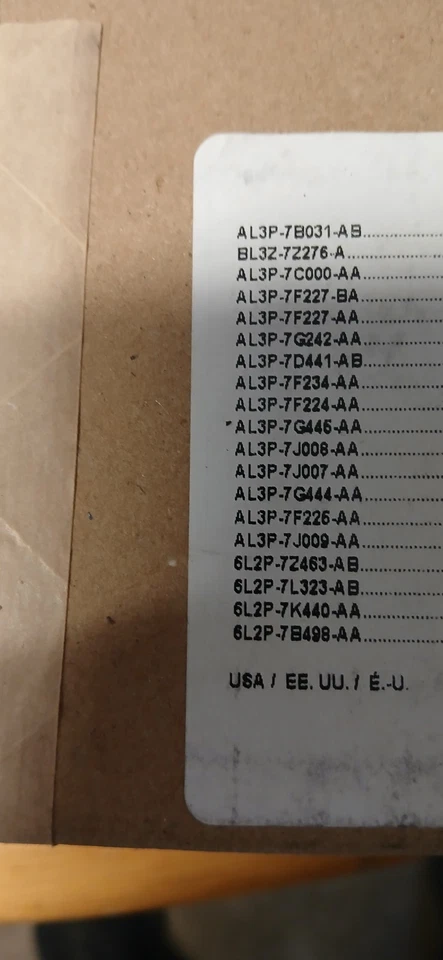 AL3P-7B031-AB..............
BL3Z-7Z276-A..............
AL3P-7C000-AA..............
AL3P-7F227-BA..............
AL3P-7F227-AA..............
AL3P-7G242-AA..............
AL3P-7D441-AB..............
AL3P-7F234-AA..............
AL3P-7F224-AA..............
AL3P-7G445-AA..............
AL3P-7J008-AA..............
AL3P-7J007-AA..............
AL3P-7G444-AA..............
AL3P-7F225-AA..............
AL3P-7J009-AA..............
6L2P-7Z463-AB..............
6L2P-7L323-AB..............
6L2P-7K440-AA..............
6L2P-7B498-AA..............
USA / EE. UU. / É.-U.